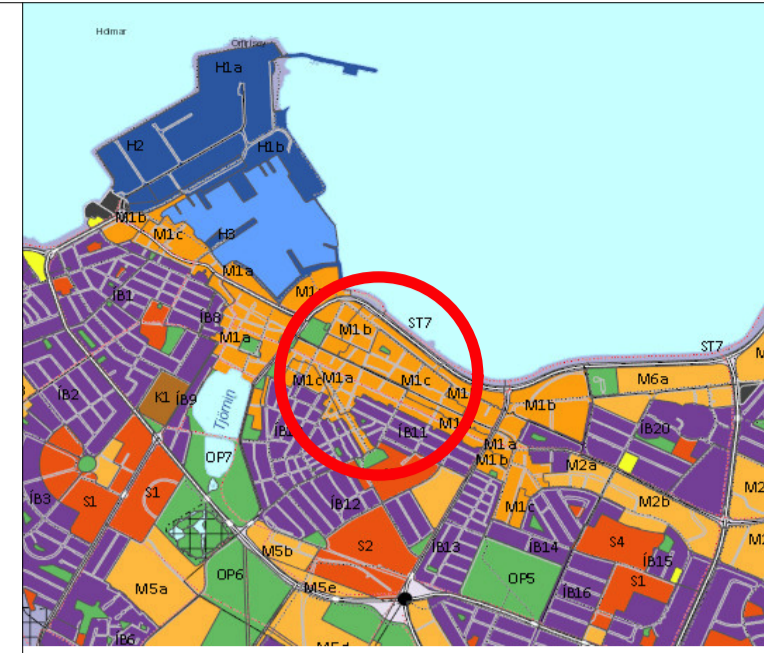 Hólmar
Örfirisey
H1a
H2
H1b
M1b
M1c
H3
M1a
M1
ÍB1
ÍB8
M1a
M1b
ST7
ST7
M1c
M1a
M1c
M1
M6a
ÍB2
K1
ÍB9
Tjörnin
ÍB11
M1a
M1b
M1b
ÍB20
OP7
M2a
ÍB3
S1
S1
ÍB12
M1c
M2b
M2
M5b
S2
ÍB13
ÍB14
S4
ÍB15
M5a
OP6
M5e
OP5
ÍB16
S1
ÍB6